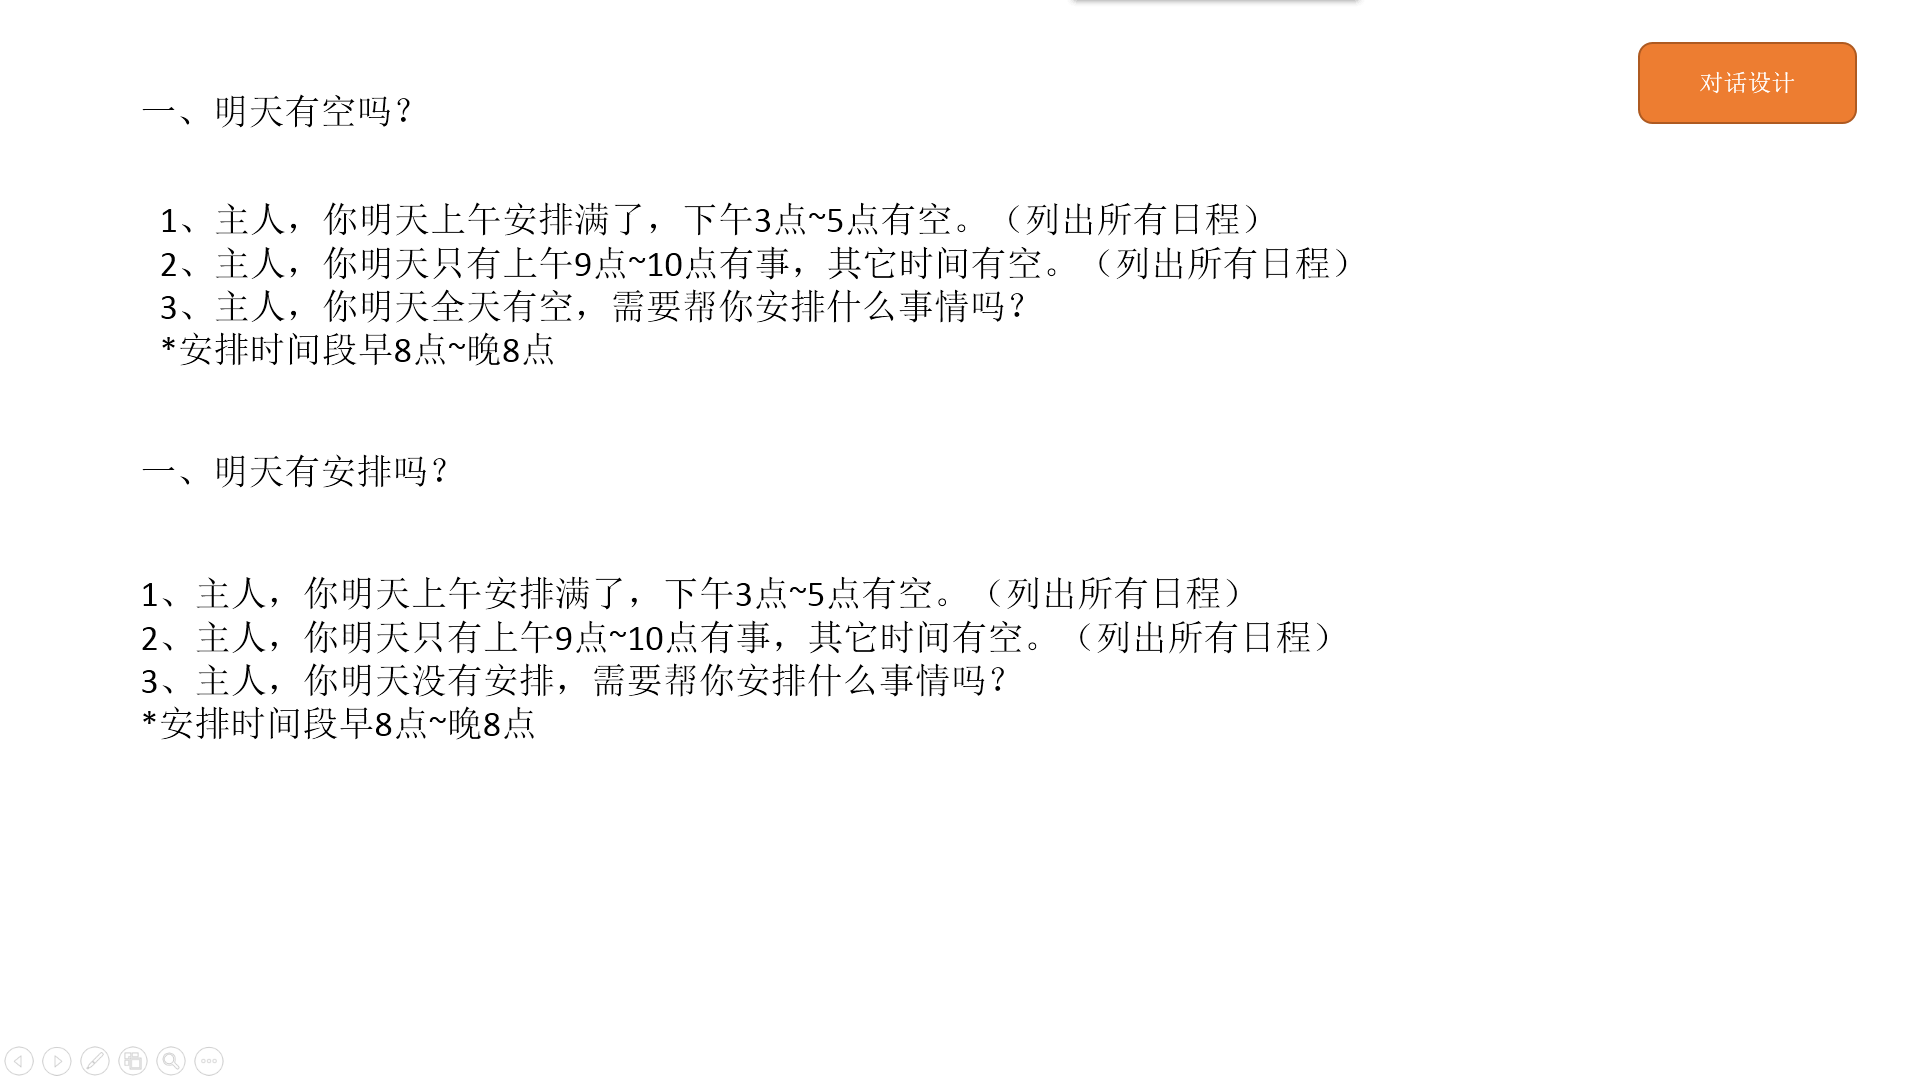 对话设计
一、明天有空吗？
1、主人，你明天上午安排满了，下午3点~5点有空。（列出所有日程）
2、主人，你明天只有上午9点~10点有事，其它时间有空。（列出所有日程）
3、主人，你明天全天有空，需要帮你安排什么事情吗？
*安排时间段早8点~晚8点
一、明天有安排吗？
1、主人，你明天上午安排满了，下午3点~5点有空。（列出所有日程）
2、主人，你明天只有上午9点~10点有事，其它时间有空。（列出所有日程）
3、主人，你明天没有安排，需要帮你安排什么事情吗？
*安排时间段早8点~晚8点